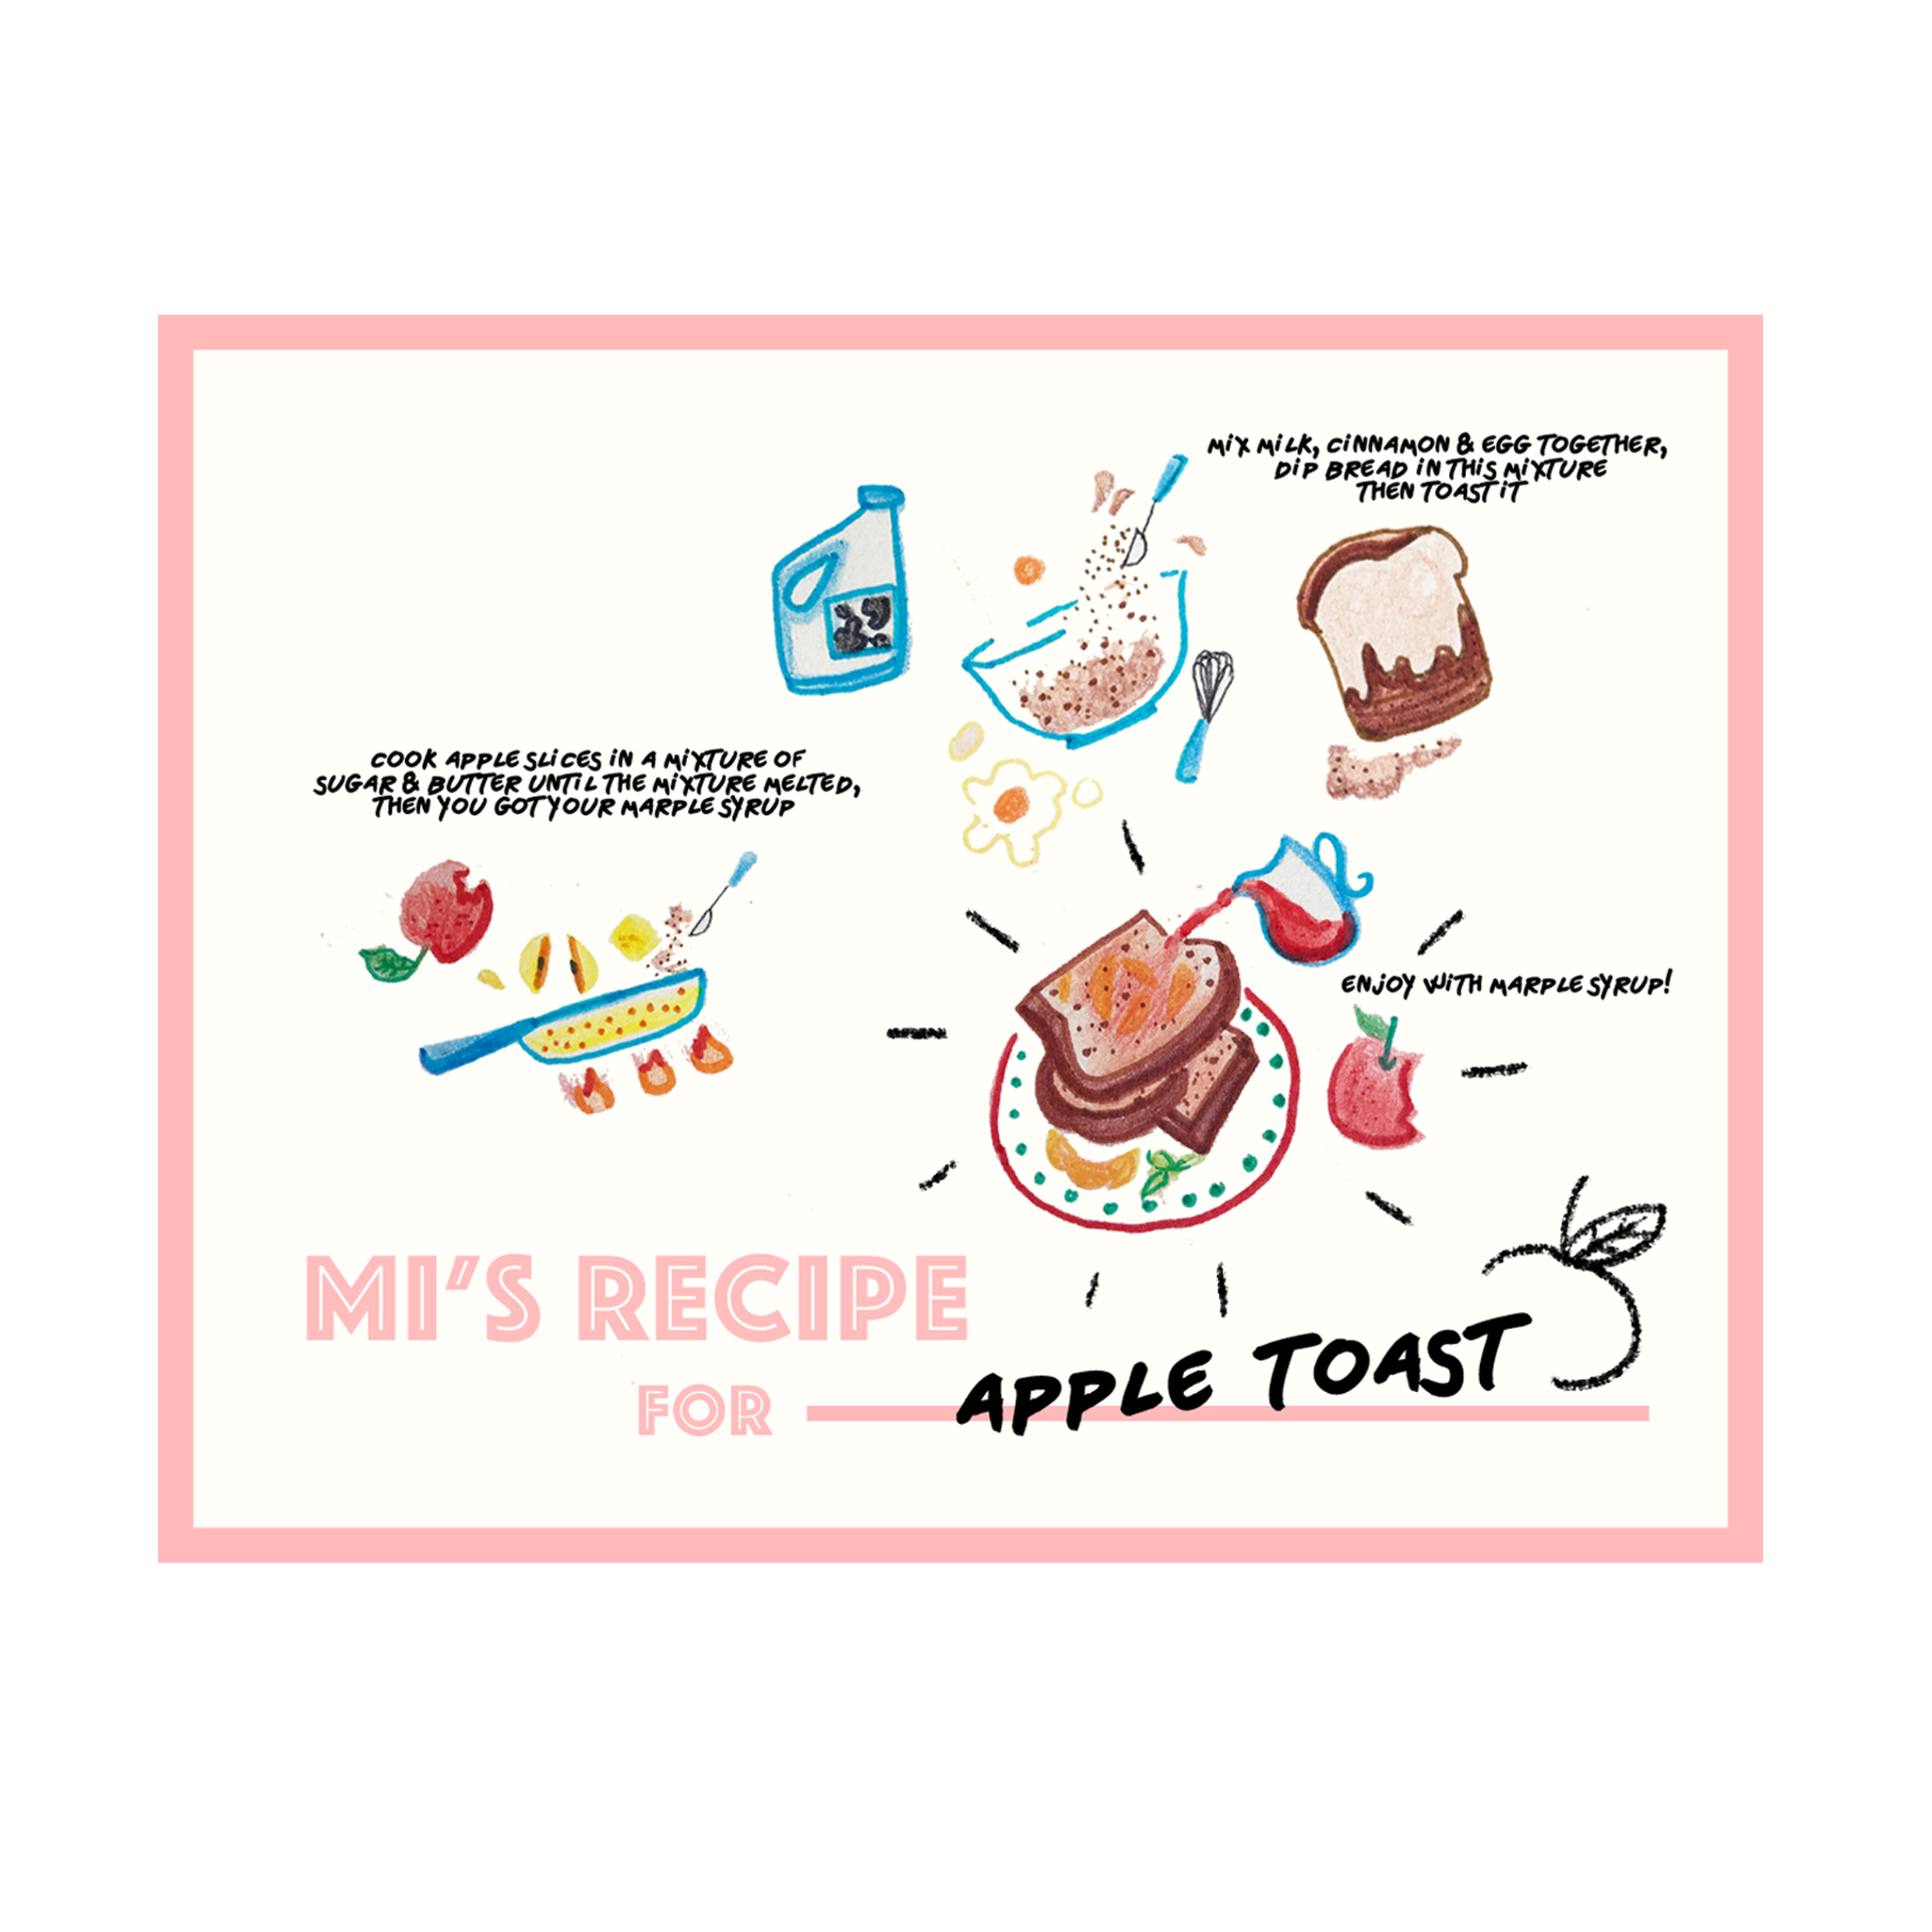 MIX MILK, CINNAMON & EGG TOGETHER,
DIP BREAD IN THIS MIXTURE
THEN TOAST IT
COOK APPLE SLICES IN A MIXTURE OF
SUGAR & BUTTER UNTIL THE MIXTURE MELTED,
THEN YOU GOT YOUR MARPLE SYRUP
ENJOY WITH MARPLE SYRUP!
MI'S RECIPE
FOR APPLE TOAST